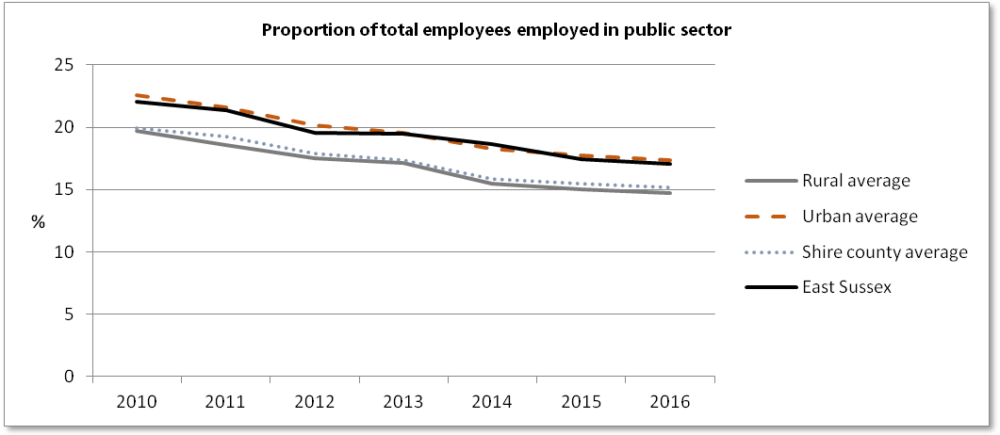 Proportion of total employees employed in public sector
25
20
15
%
10
5
0
2010 2011 2012 2013 2014 2015 2016
Rural average
Urban average
Shire county average
East Sussex